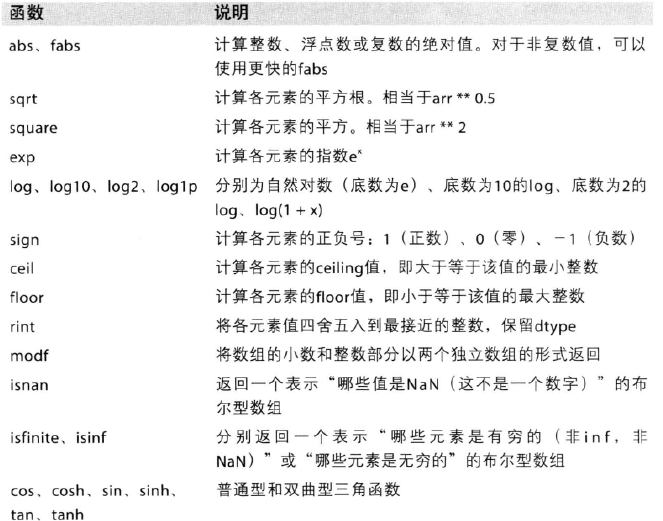 函数 说明
abs、fabs 计算整数、浮点数或复数的绝对值。对于非复数值，可以
使用更快的fabs
sqrt 计算各元素的平方根。相当于arr ** 0.5
square 计算各元素的平方。相当于arr ** 2
exp 计算各元素的指数eˣ
log、log10、log2、log1p 分别为自然对数（底数为e）、底数为10的log、底数为2的
log、log(1 + x)
sign 计算各元素的正负号：1（正数）、0（零）、－1（负数）
ceil 计算各元素的ceiling值，即大于等于该值的最小整数
floor 计算各元素的floor值，即小于等于该值的最大整数
rint 将各元素值四舍五入到最接近的整数，保留dtype
modf 将数组的小数和整数部分以两个独立数组的形式返回
isnan 返回一个表示“哪些值是NaN（这不是一个数字）”的布
尔型数组
isfinite、isinf 分别返回一个表示“哪些元素是有穷的（非inf，非
NaN）”或“哪些元素是无穷的”的布尔型数组
cos、cosh、sin、sinh、 普通型和双曲型三角函数
tan、tanh